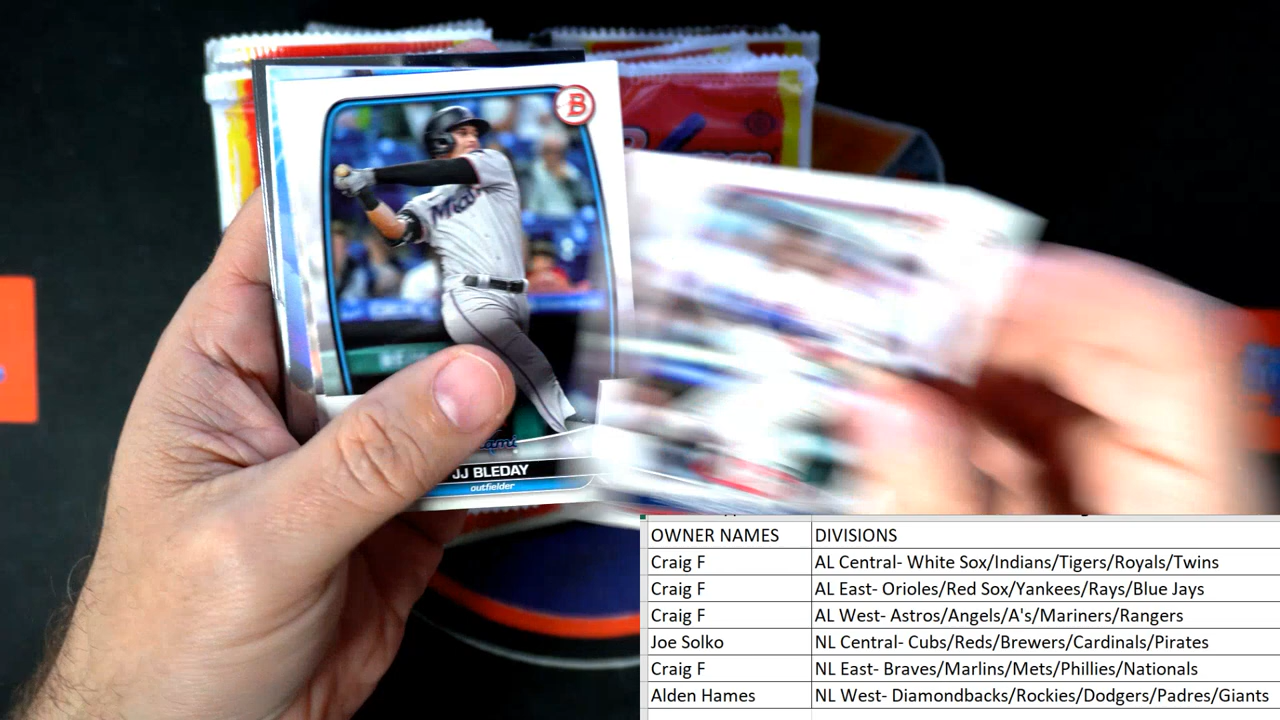 B
Miami
JJ BLEDAY
outfielder
OWNER NAMES DIVISIONS
Craig F AL Central- White Sox/Indians/Tigers/Royals/Twins
Craig F AL East- Orioles/Red Sox/Yankees/Rays/Blue Jays
Craig F AL West- Astros/Angels/A's/Mariners/Rangers
Joe Solko NL Central- Cubs/Reds/Brewers/Cardinals/Pirates
Craig F NL East- Braves/Marlins/Mets/Phillies/Nationals
Alden Hames NL West- Diamondbacks/Rockies/Dodgers/Padres/Giants